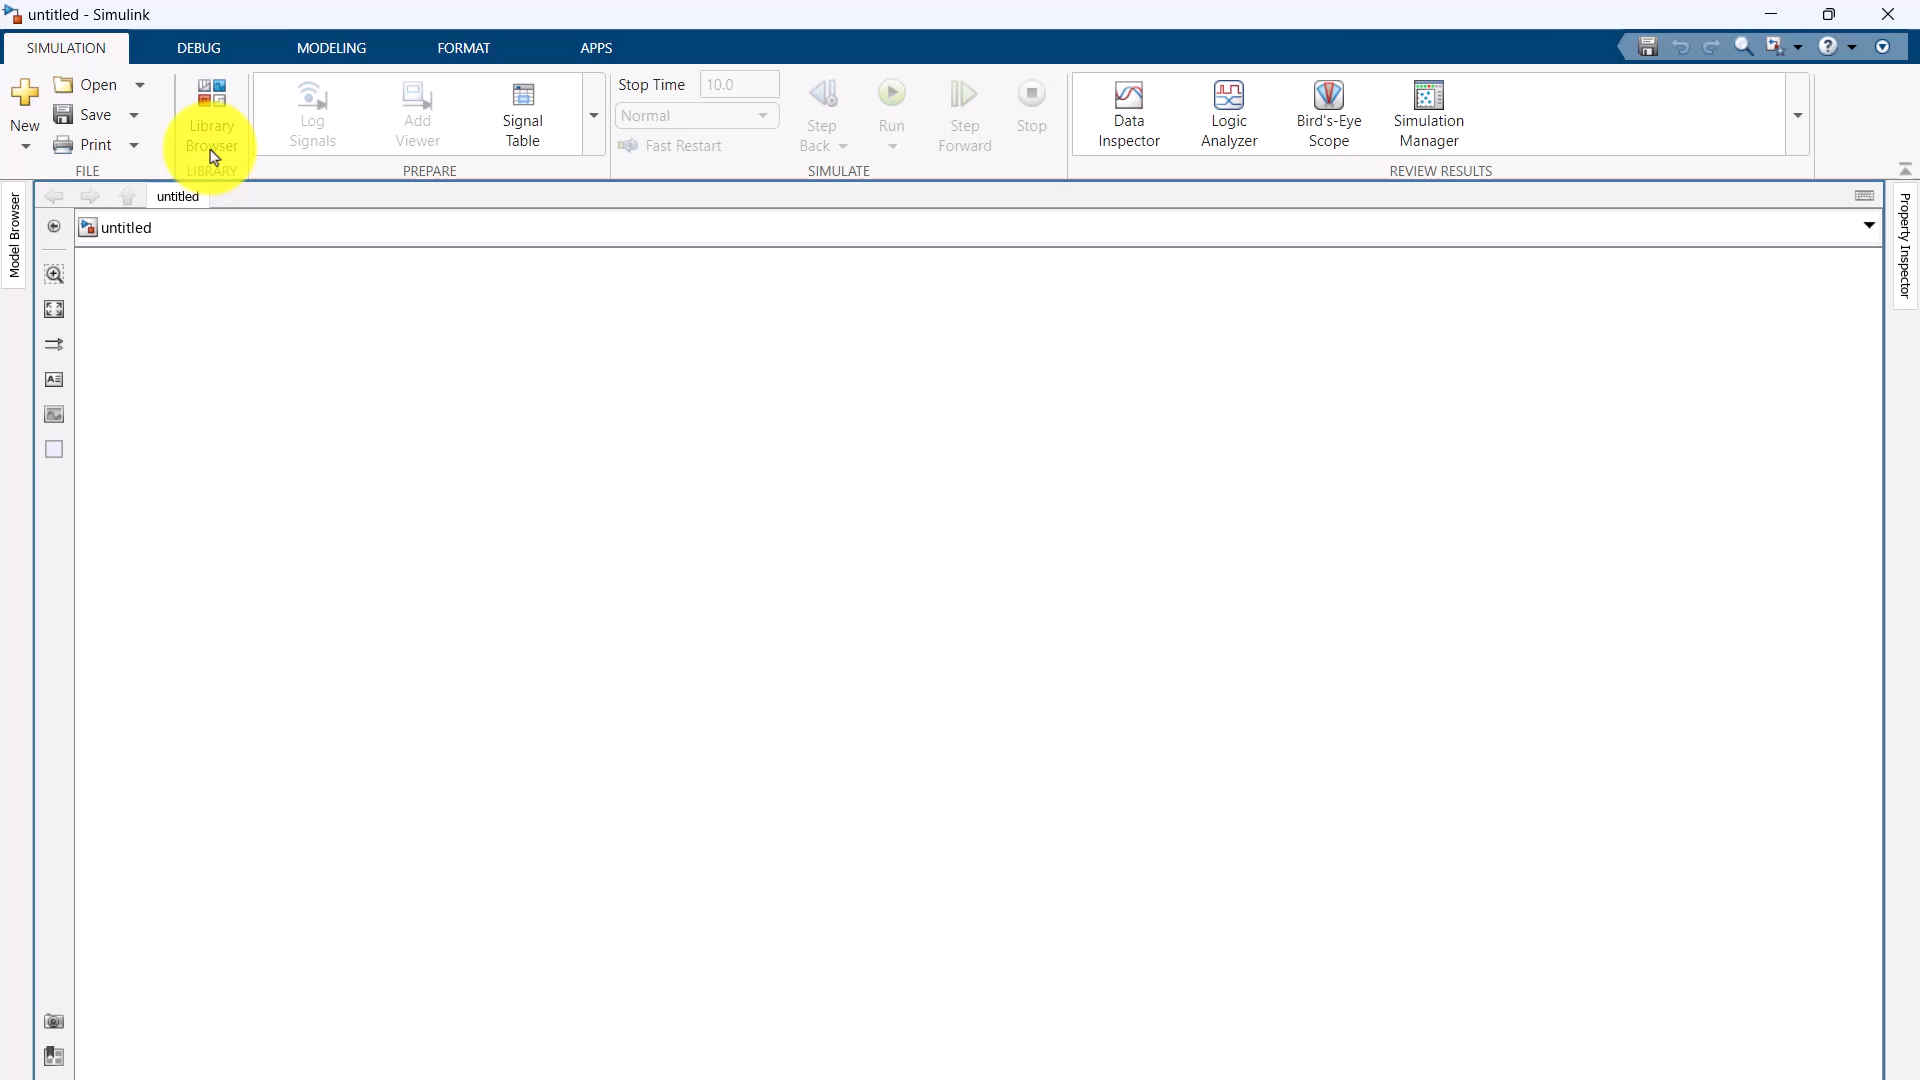 untitled - Simulink
SIMULATION DEBUG MODELING FORMAT APPS
New
Open
Save
Print
FILE
Library
Browser
LIBRARY
Log
Signals
Add
Viewer
Signal
Table
PREPARE
Stop Time 10.0
Normal
Fast Restart
Step
Back
Run
Step
Forward
Stop
SIMULATE
Data
Inspector
Logic
Analyzer
Bird's-Eye
Scope
Simulation
Manager
REVIEW RESULTS
Model Browser
untitled
untitled
Property Inspector